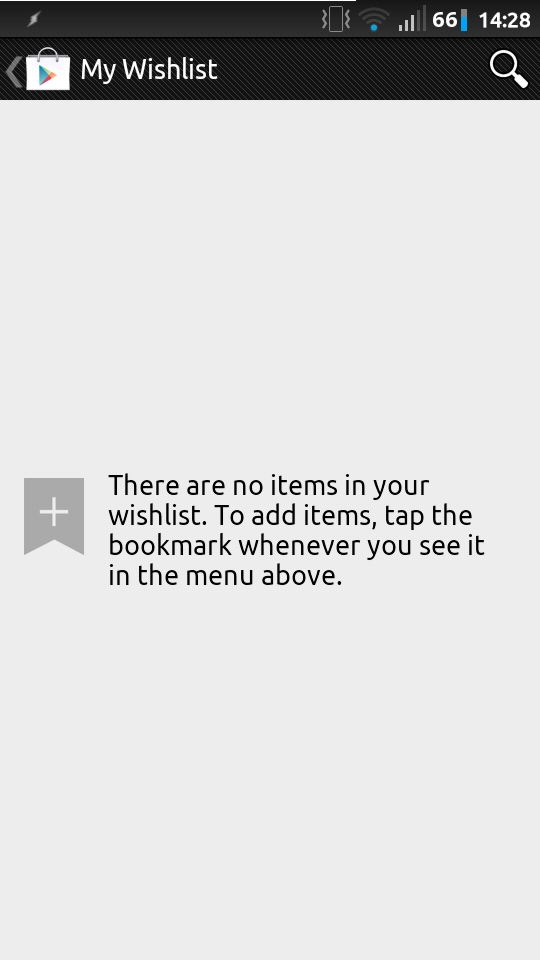 66 14:28
My Wishlist
There are no items in your
wishlist. To add items, tap the
bookmark whenever you see it
in the menu above.